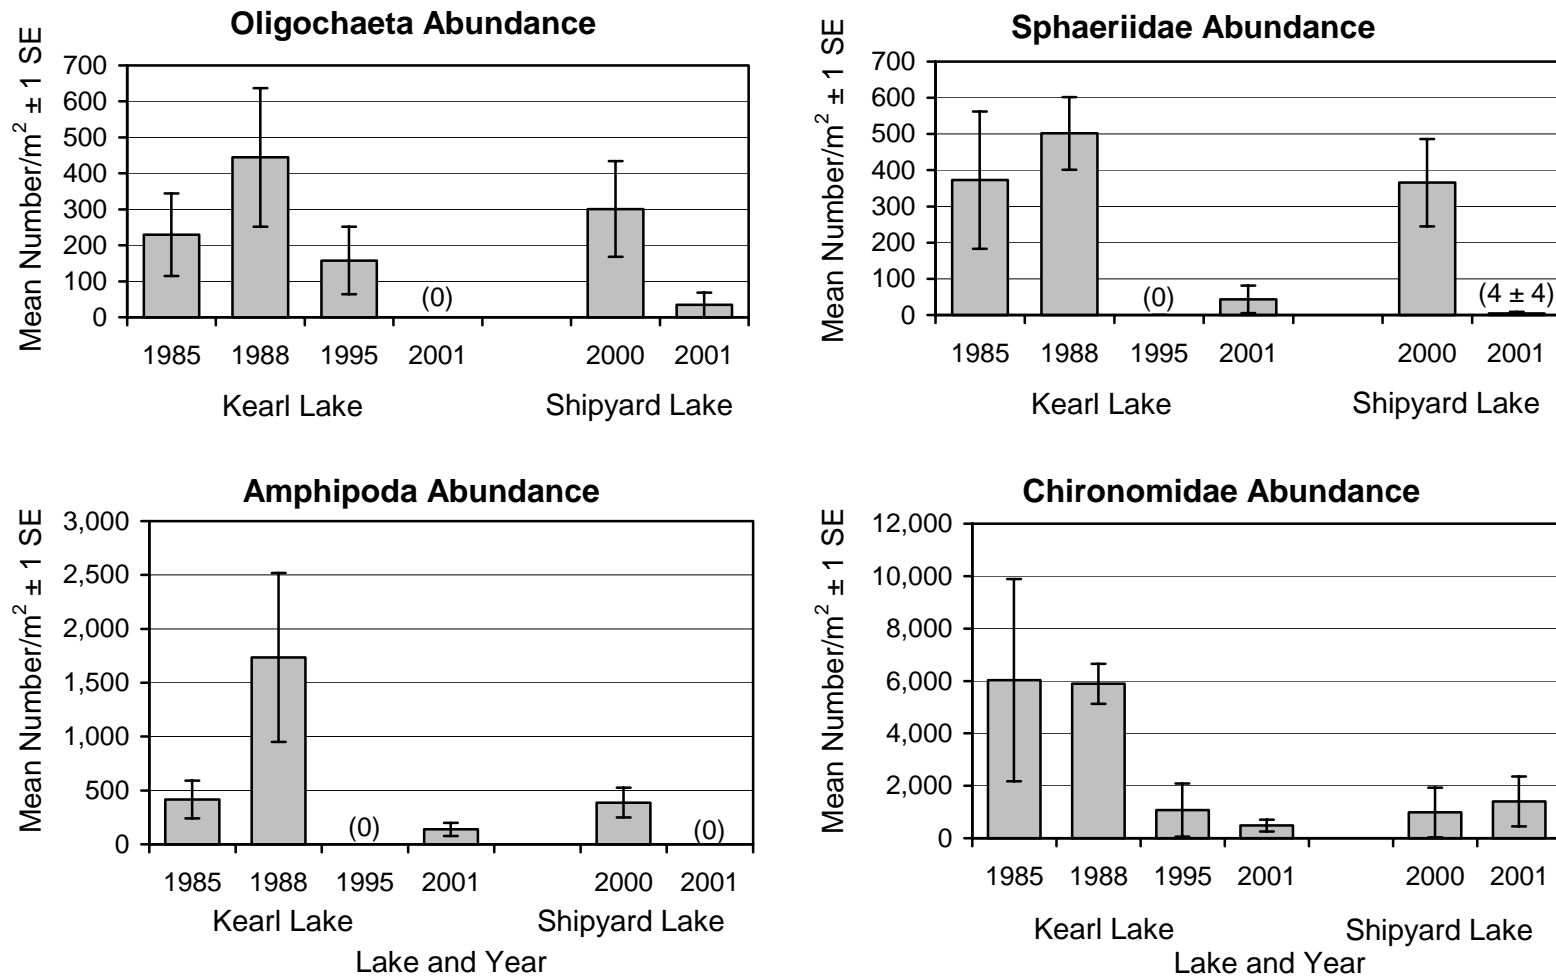 Oligochaeta Abundance
Mean Number/m² ± 1 SE
700
600
500
400
300
200
100
0
(0)
1985 1988 1995 2001 2000 2001
Kearl Lake Shipyard Lake
Sphaeriidae Abundance
Mean Number/m² ± 1 SE
700
600
500
400
300
200
100
0
(0)
(4 ± 4)
1985 1988 1995 2001 2000 2001
Kearl Lake Shipyard Lake
Amphipoda Abundance
Mean Number/m² ± 1 SE
3,000
2,500
2,000
1,500
1,000
500
0
(0)
(0)
1985 1988 1995 2001 2000 2001
Kearl Lake Shipyard Lake
Lake and Year
Chironomidae Abundance
Mean Number/m² ± 1 SE
12,000
10,000
8,000
6,000
4,000
2,000
0
1985 1988 1995 2001 2000 2001
Kearl Lake Shipyard Lake
Lake and Year